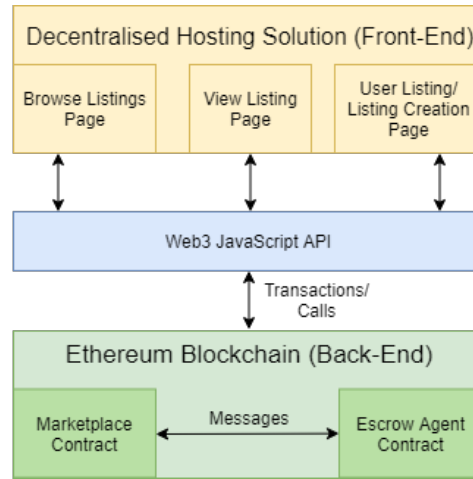 Decentralised Hosting Solution (Front-End)
Browse Listings
Page
View Listing
Page
User Listing/
Listing Creation
Page
Web3 JavaScript API
Transactions/
Calls
Ethereum Blockchain (Back-End)
Marketplace
Contract
Messages
Escrow Agent
Contract